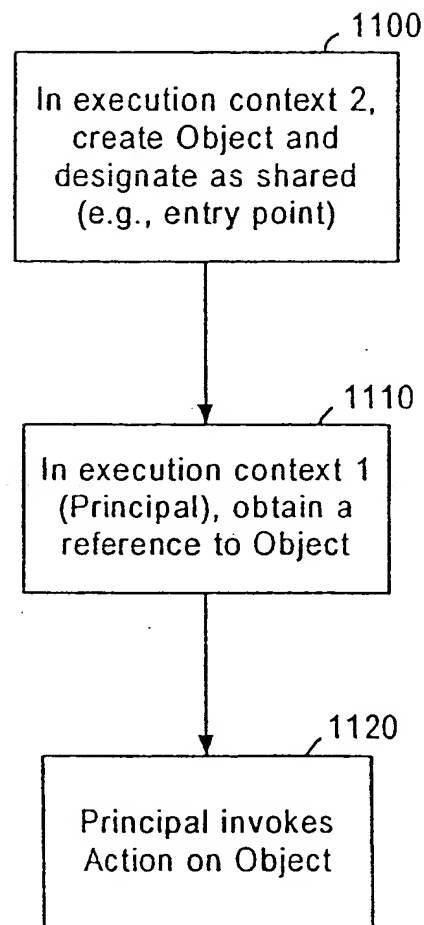 1100
In execution context 2,
create Object and
designate as shared
(e.g., entry point)
1110
In execution context 1
(Principal), obtain a
reference to Object
1120
Principal invokes
Action on Object